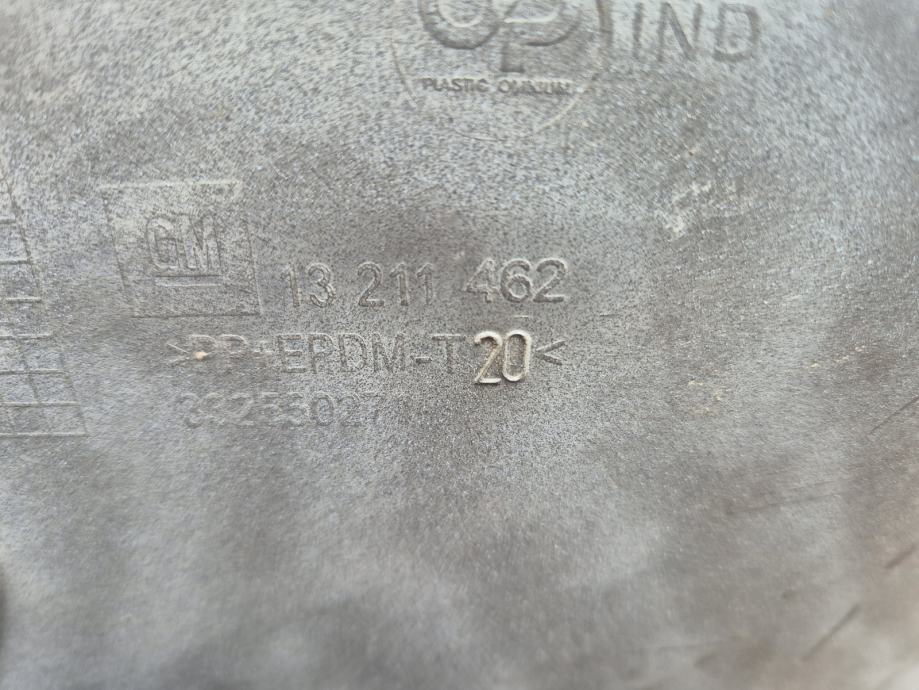 IND
PLASTIC OMNIUM
GM 13 211 462
>PP+EPDM-T20<